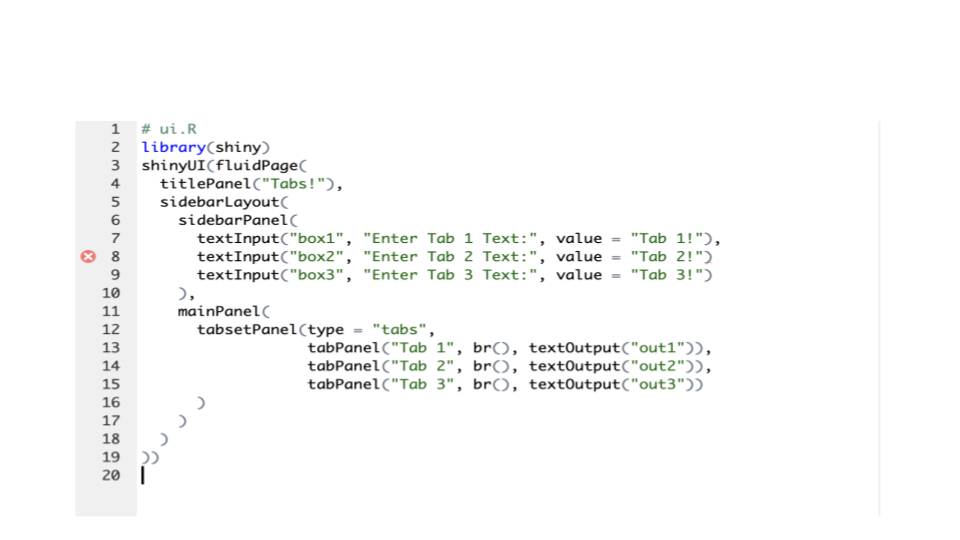 1 # ui.R
2 library(shiny)
3 shinyUI(fluidPage(
4   titlePanel("Tabs!"),
5   sidebarLayout(
6     sidebarPanel(
7       textInput("box1", "Enter Tab 1 Text:", value = "Tab 1!"),
8       textInput("box2", "Enter Tab 2 Text:", value = "Tab 2!")
9       textInput("box3", "Enter Tab 3 Text:", value = "Tab 3!")
10     ),
11     mainPanel(
12       tabsetPanel(type = "tabs",
13                   tabPanel("Tab 1", br(), textOutput("out1")),
14                   tabPanel("Tab 2", br(), textOutput("out2")),
15                   tabPanel("Tab 3", br(), textOutput("out3"))
16       )
17     )
18   )
19 ))
20